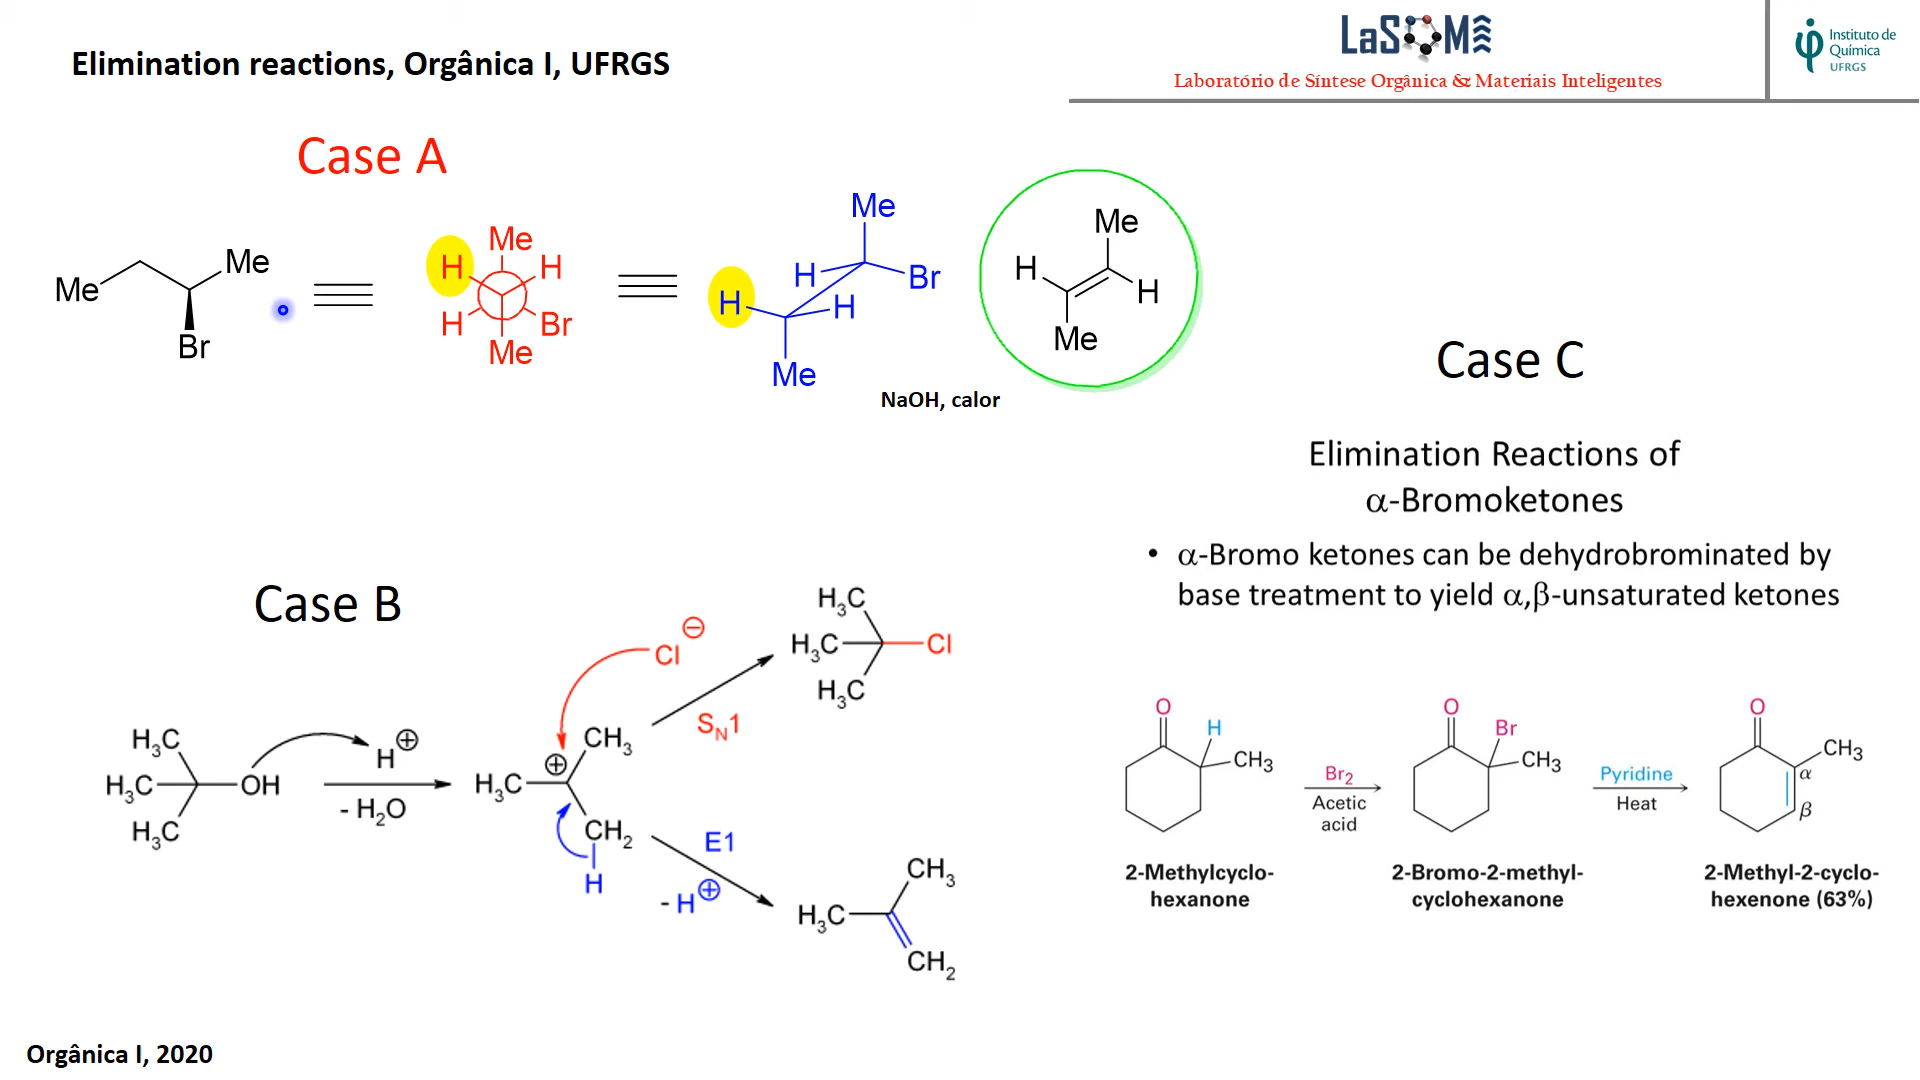 Elimination reactions, Orgânica I, UFRGS
LaSOM
Laboratório de Síntese Orgânica & Materiais Inteligentes
Instituto de
Química
UFRGS
Case A
Me
Me
Br
Me
H
H
H
Br
Me
Me
H
Br
H
H
Me
Me
H
H
Me
NaOH, calor
Case B
H₃C
H₃C
OH
H₃C
H⊕
- H₂O
Cl⊖
⊕
CH₃
H₃C
CH₂
H
SN1
H₃C
H₃C
Cl
H₃C
E1
- H⊕
CH₃
H₃C
CH₂
Case C
Elimination Reactions of
α-Bromoketones
• α-Bromo ketones can be dehydrobrominated by
base treatment to yield α,β-unsaturated ketones
O
H
CH₃
2-Methylcyclo-
hexanone
Br₂
Acetic
acid
O
Br
CH₃
2-Bromo-2-methyl-
cyclohexanone
Pyridine
Heat
O
CH₃
α
β
2-Methyl-2-cyclo-
hexenone (63%)
Orgânica I, 2020